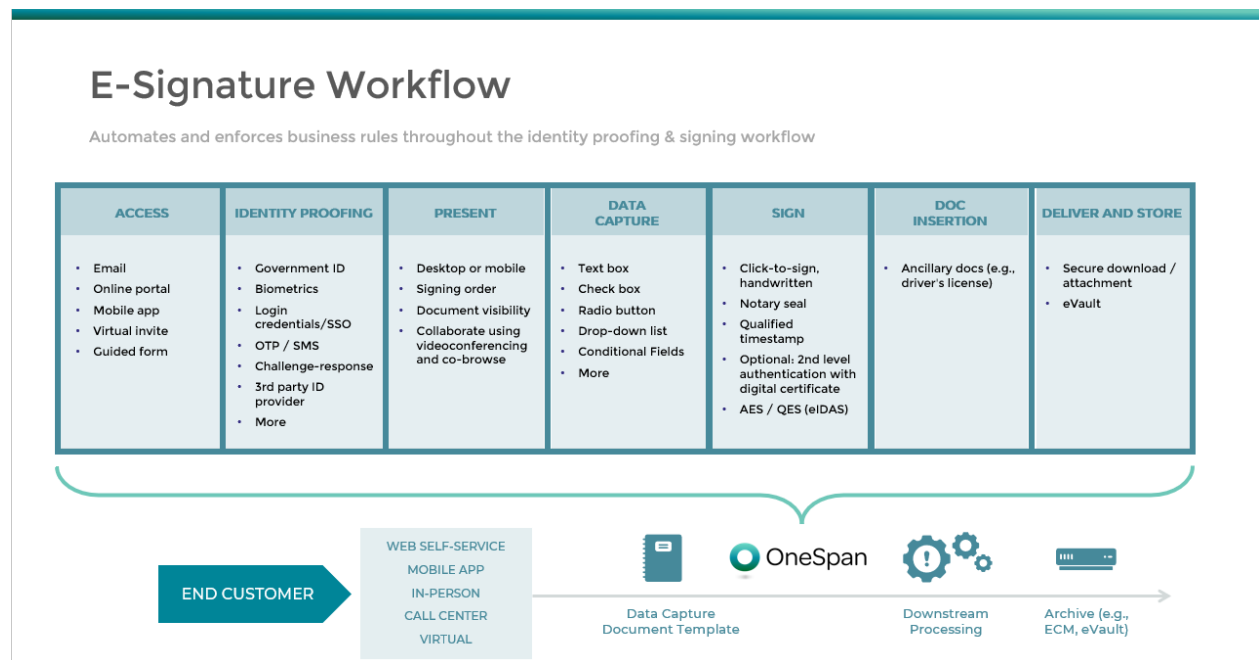 E-Signature Workflow
Automates and enforces business rules throughout the identity proofing & signing workflow
ACCESS
• Email
• Online portal
• Mobile app
• Virtual invite
• Guided form
IDENTITY PROOFING
• Government ID
• Biometrics
• Login
credentials/SSO
• OTP / SMS
• Challenge-response
• 3rd party ID
provider
• More
PRESENT
• Desktop or mobile
• Signing order
• Document visibility
• Collaborate using
videoconferencing
and co-browse
DATA
CAPTURE
• Text box
• Check box
• Radio button
• Drop-down list
• Conditional Fields
• More
SIGN
• Click-to-sign,
handwritten
• Notary seal
• Qualified
timestamp
• Optional: 2nd level
authentication with
digital certificate
• AES / QES (eIDAS)
DOC
INSERTION
• Ancillary docs (e.g.,
driver's license)
DELIVER AND STORE
• Secure download /
attachment
• eVault
END CUSTOMER
WEB SELF-SERVICE
MOBILE APP
IN-PERSON
CALL CENTER
VIRTUAL
Data Capture
Document Template
OneSpan
Downstream
Processing
Archive (e.g.,
ECM, eVault)